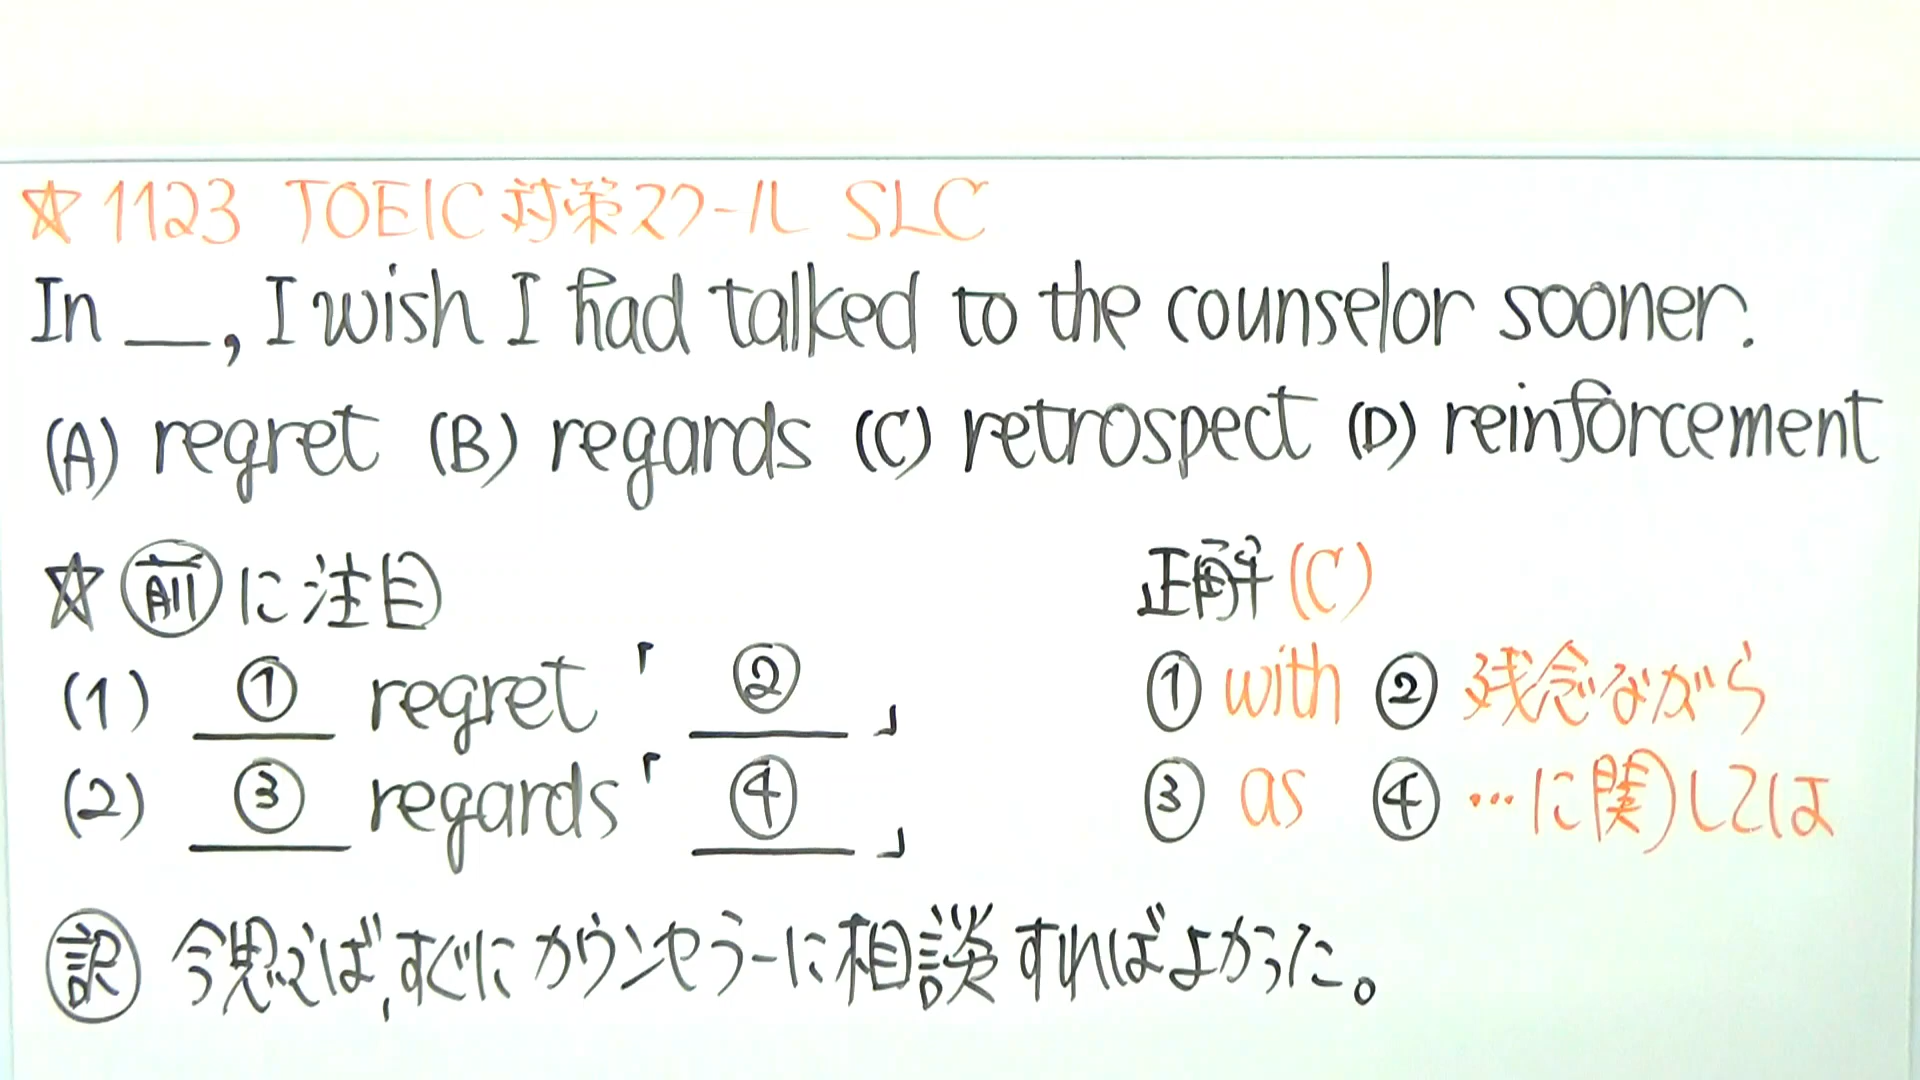 ☆1123 TOEIC対策スクール SLC
In __, I wish I had talked to the counselor sooner.
(A) regret (B) regards (C) retrospect (D) reinforcement
☆前に注目
正解(C)
(1) ① regret「 ② 」
① with ② 残念ながら
(2) ③ regards「 ④ 」
③ as ④ …に関しては
訳 今思えば,すぐにカウンセラーに相談すればよかった。